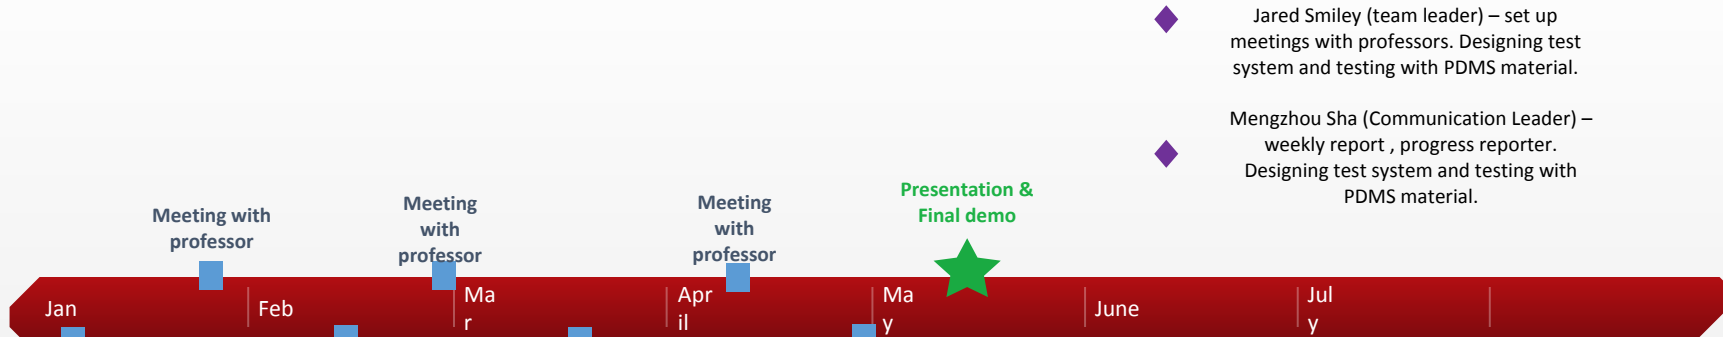 Jared Smiley (team leader) – set up
meetings with professors. Designing test
system and testing with PDMS material.
Mengzhou Sha (Communication Leader) –
weekly report , progress reporter.
Designing test system and testing with
PDMS material.
Meeting with
professor
Meeting
with
professor
Meeting
with
professor
Presentation &
Final demo
Jan
Feb
Ma
r
Apr
il
Ma
y
June
Jul
y